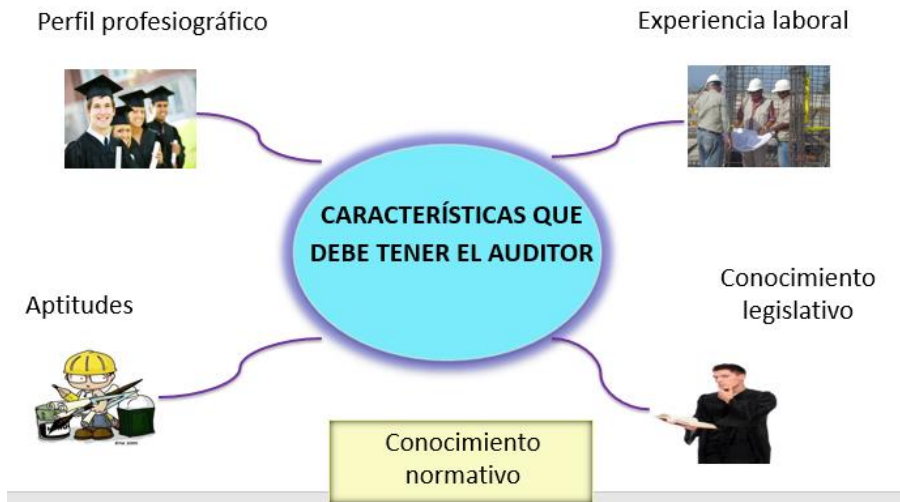 Perfil profesiográfico
Experiencia laboral
CARACTERÍSTICAS QUE
DEBE TENER EL AUDITOR
Aptitudes
Conocimiento
legislativo
Conocimiento
normativo